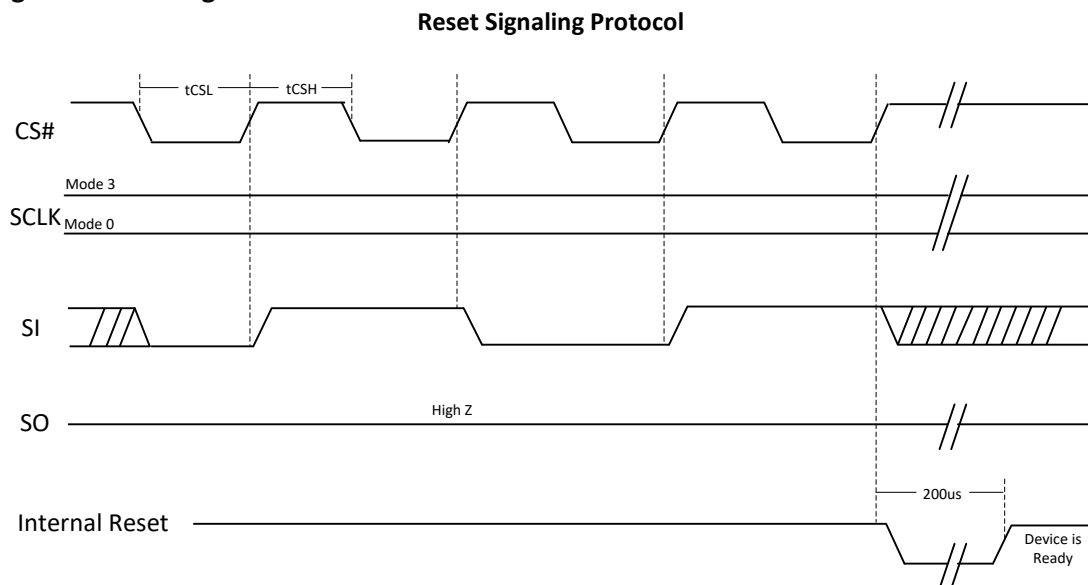 Reset Signaling Protocol
tCSL
tCSH
CS#
Mode 3
SCLK
Mode 0
SI
SO
High Z
200us
Internal Reset
Device is
Ready